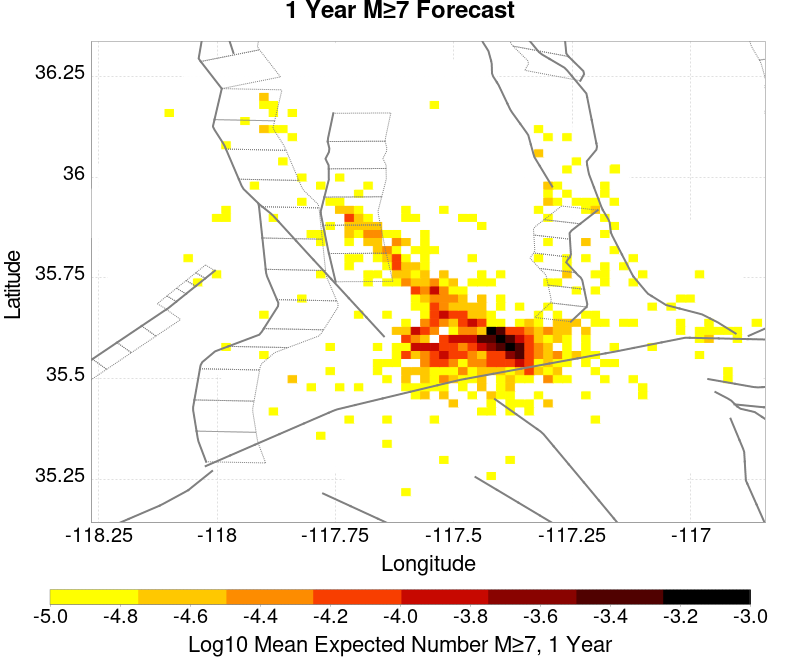 1 Year M≥7 Forecast
36.25
36
35.75
35.5
35.25
Latitude
-118.25 -118 -117.75 -117.5 -117.25 -117
Longitude
-5.0 -4.8 -4.6 -4.4 -4.2 -4.0 -3.8 -3.6 -3.4 -3.2 -3.0
Log10 Mean Expected Number M≥7, 1 Year